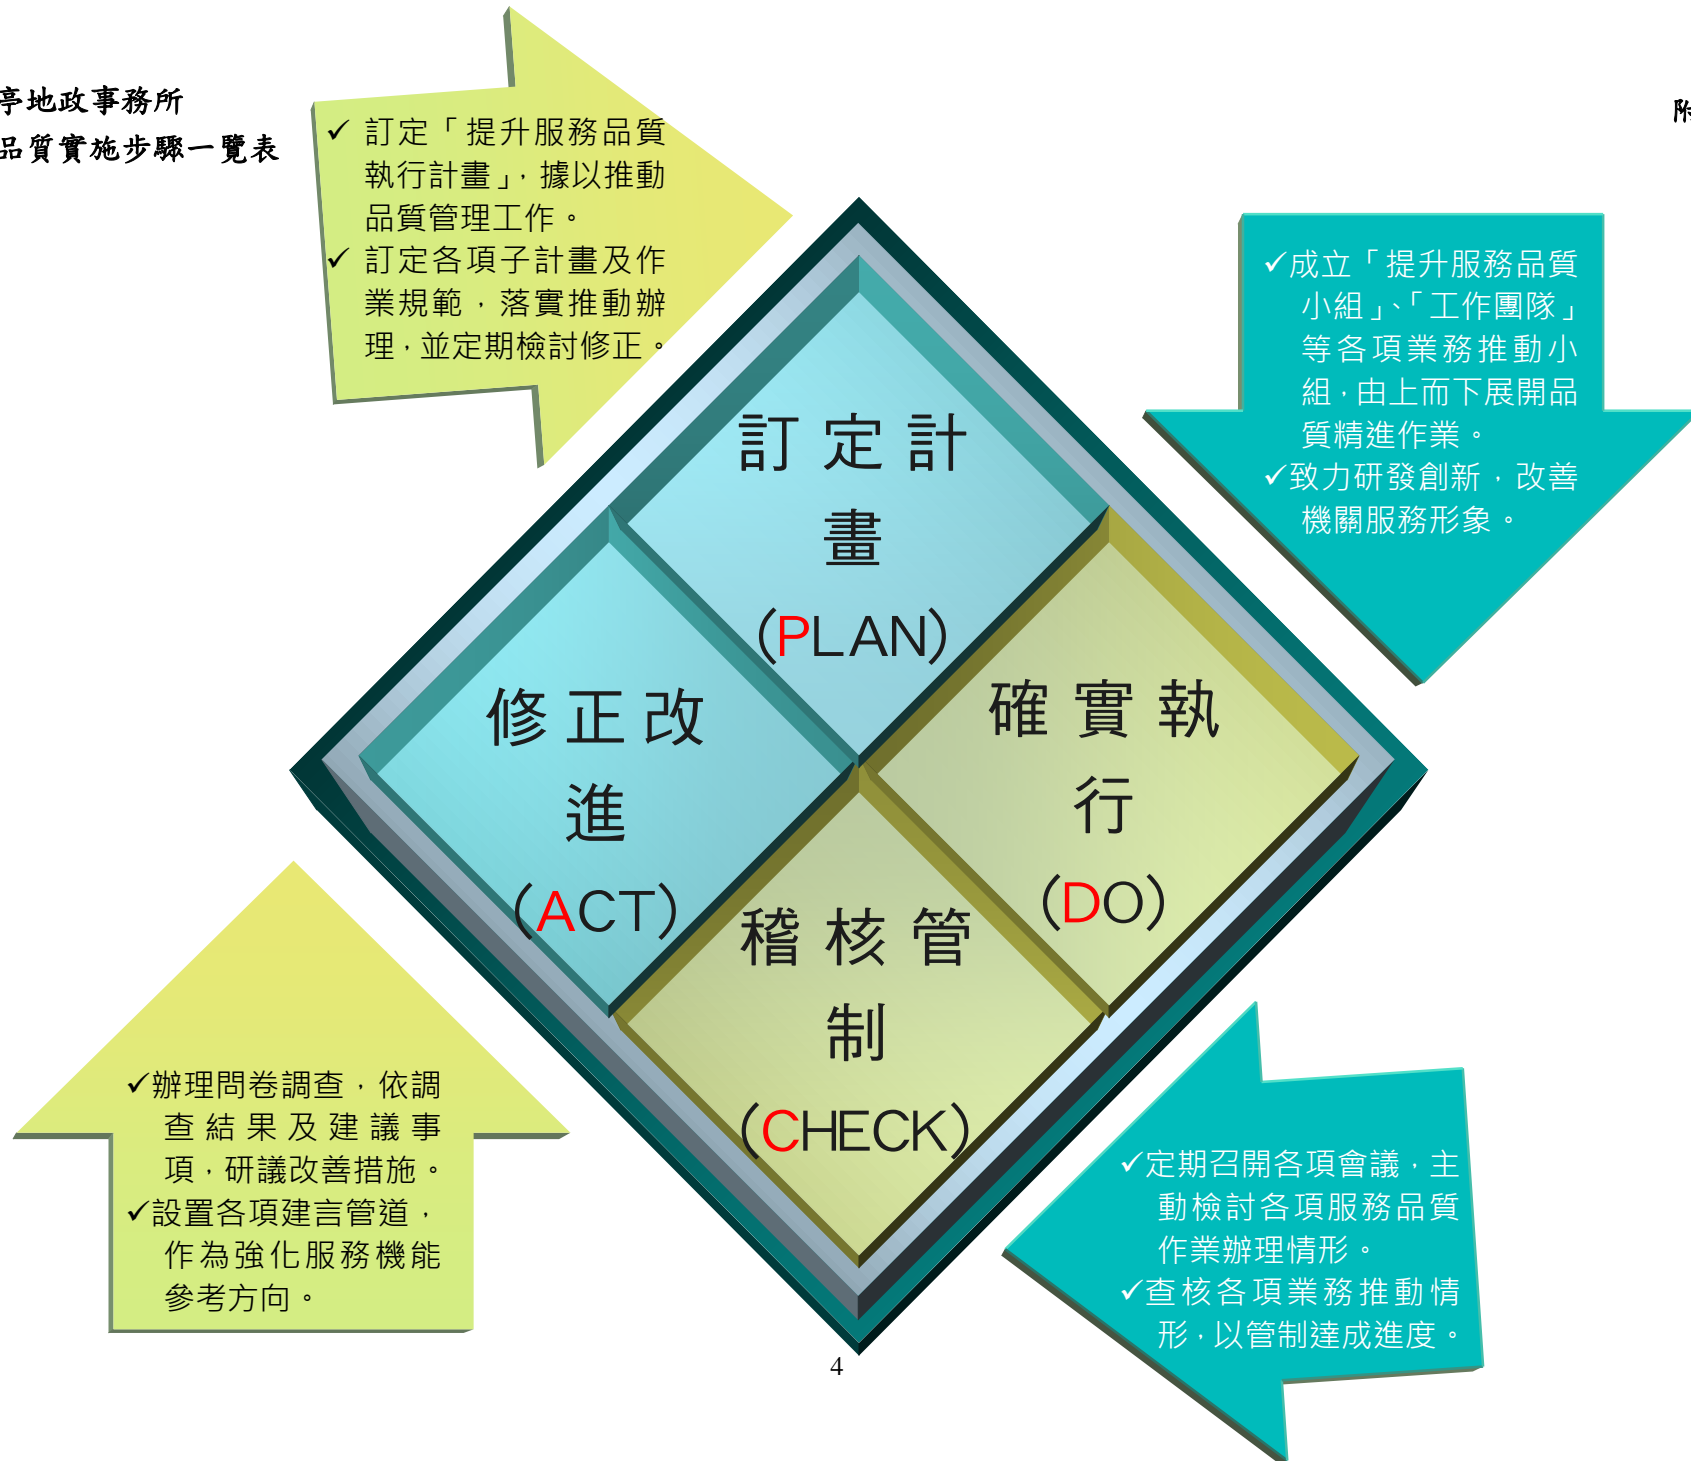 亭地政事務所
品質實施步驟一覽表
附
✓ 訂定「提升服務品質
執行計畫」，據以推動
品質管理工作。
✓ 訂定各項子計畫及作
業規範，落實推動辦
理，並定期檢討修正。
✓成立「提升服務品質
小組」、「工作團隊」
等各項業務推動小
組，由上而下展開品
質精進作業。
✓致力研發創新，改善
機關服務形象。
訂定計
畫
(PLAN)
修正改
進
(ACT)
確實執
行
(DO)
稽核管
制
(CHECK)
✓辦理問卷調查，依調
查結果及建議事
項，研議改善措施。
✓設置各項建言管道，
作為強化服務機能
參考方向。
✓定期召開各項會議，主
動檢討各項服務品質
作業辦理情形。
✓查核各項業務推動情
形，以管制達成進度。
4